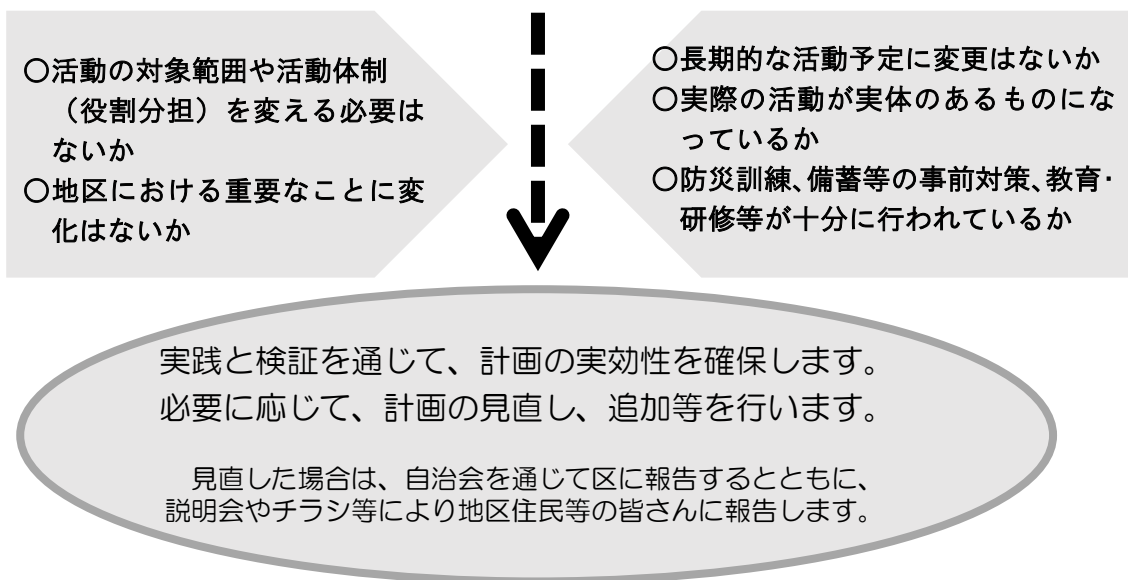 〇活動の対象範囲や活動体制
（役割分担）を変える必要は
ないか
〇地区における重要なことに変
化はないか
〇長期的な活動予定に変更はないか
〇実際の活動が実体のあるものにな
っているか
〇防災訓練､備蓄等の事前対策､教育･
研修等が十分に行われているか
実践と検証を通じて、計画の実効性を確保します。
必要に応じて、計画の見直し、追加等を行います。
見直した場合は、自治会を通じて区に報告するとともに、
説明会やチラシ等により地区住民等の皆さんに報告します。